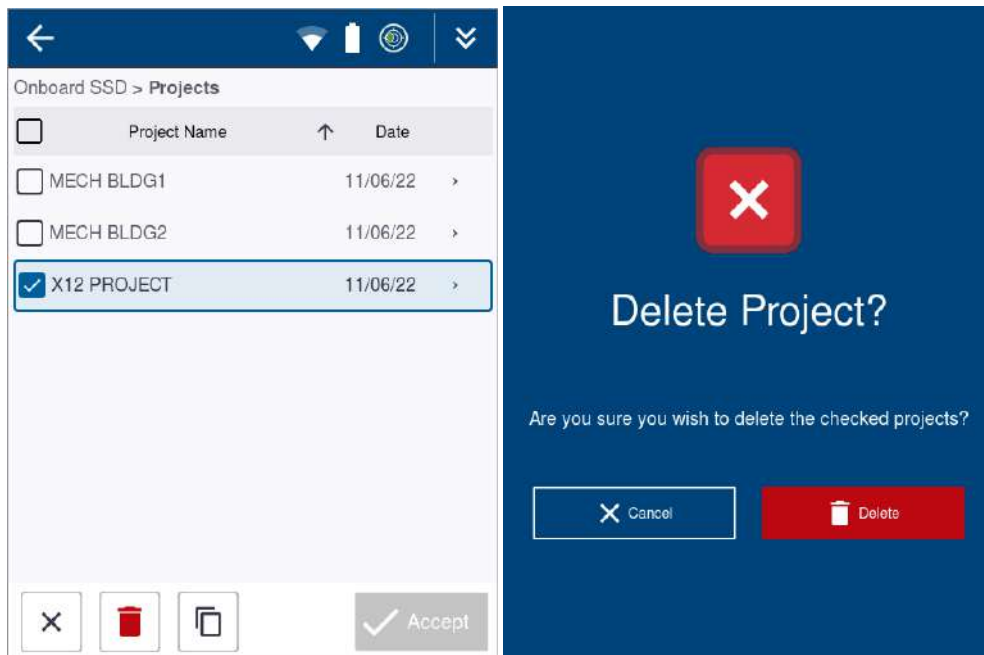 Onboard SSD > Projects
Project Name Date
MECH BLDG1 11/06/22 >
MECH BLDG2 11/06/22 >
X12 PROJECT 11/06/22 >
Accept
Delete Project?
Are you sure you wish to delete the checked projects?
Cancel Delete